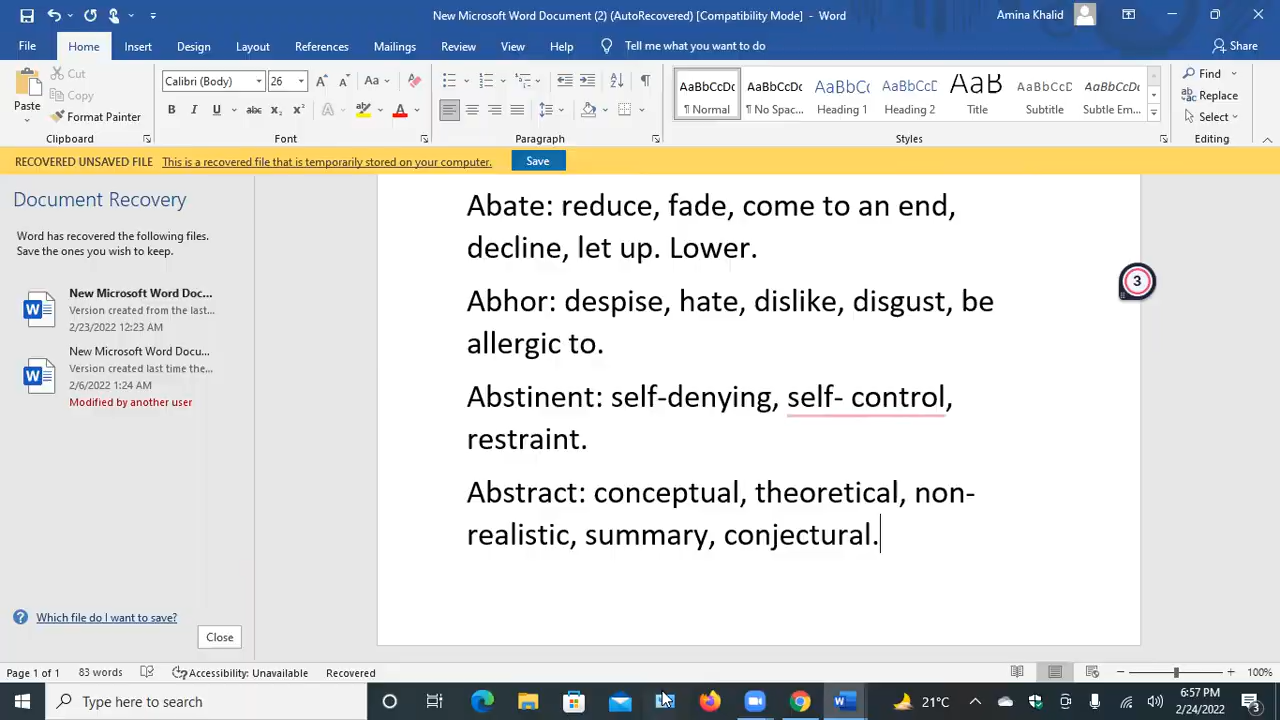 New Microsoft Word Document (2) (AutoRecovered) [Compatibility Mode] - Word
Amina Khalid
File Home Insert Design Layout References Mailings Review View Help Tell me what you want to do Share
Paste
Cut
Copy
Format Painter
Clipboard
Calibri (Body) 26
Font
Paragraph
AaBbCcDc AaBbCcDc AaBbCc AaBbCcD AaB AaBbCcD AaBbCcDc
¶ Normal ¶ No Spac... Heading 1 Heading 2 Title Subtitle Subtle Em...
Styles
Find
Replace
Select
Editing
RECOVERED UNSAVED FILE This is a recovered file that is temporarily stored on your computer. Save
Document Recovery
Word has recovered the following files.
Save the ones you wish to keep.
New Microsoft Word Doc...
Version created from the last...
2/23/2022 12:23 AM
New Microsoft Word Docu...
Version created last time the...
2/6/2022 1:24 AM
Modified by another user
Which file do I want to save?
Close
Abate: reduce, fade, come to an end,
decline, let up. Lower.
Abhor: despise, hate, dislike, disgust, be
allergic to.
Abstinent: self-denying, self- control,
restraint.
Abstract: conceptual, theoretical, non-
realistic, summary, conjectural.
3
Page 1 of 1 83 words Accessibility: Unavailable Recovered 100%
Type here to search
21°C
6:57 PM
2/24/2022
3